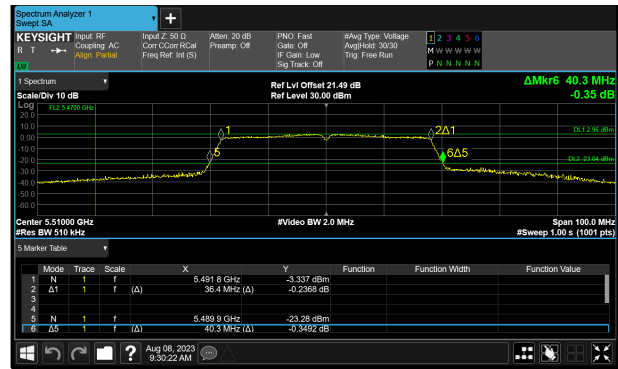 Spectrum Analyzer 1
Swept SA
KEYSIGHT Input: RF Input Z: 50 Ω Atten: 20 dB PNO: Fast #Avg Type: Voltage 1 2 3 4 5 6
R T Coupling: AC Corr CCorr RCal Preamp: Off Gate: Off Avg|Hold: 30/30 M W W W W W
Align: Partial Freq Ref: Int (S) IF Gain: Low Trig: Free Run
Sig Track: Off P N N N N N
LXI
1 Spectrum Ref Lvl Offset 21.49 dB ΔMkr6 40.3 MHz
Scale/Div 10 dB Ref Level 30.00 dBm -0.35 dB
Log FL2 5.4700 GHz
20.0
10.0 1 2Δ1 DL1 2.96 dBm
0.00
-10.0 5 6Δ5
-20.0 DL2 -23.04 dBm
-30.0
-40.0
-50.0
-60.0
Center 5.51000 GHz #Video BW 2.0 MHz Span 100.0 MHz
#Res BW 510 kHz #Sweep 1.00 s (1001 pts)
5 Marker Table
Mode Trace Scale X Y Function Function Width Function Value
1 N 1 f 5.491 8 GHz -3.337 dBm
2 Δ1 1 f (Δ) 36.4 MHz (Δ) -0.2368 dB
3
4
5 N 1 f 5.489 9 GHz -23.28 dBm
6 Δ5 1 f (Δ) 40.3 MHz (Δ) -0.3492 dB
? Aug 08, 2023
9:30:22 AM